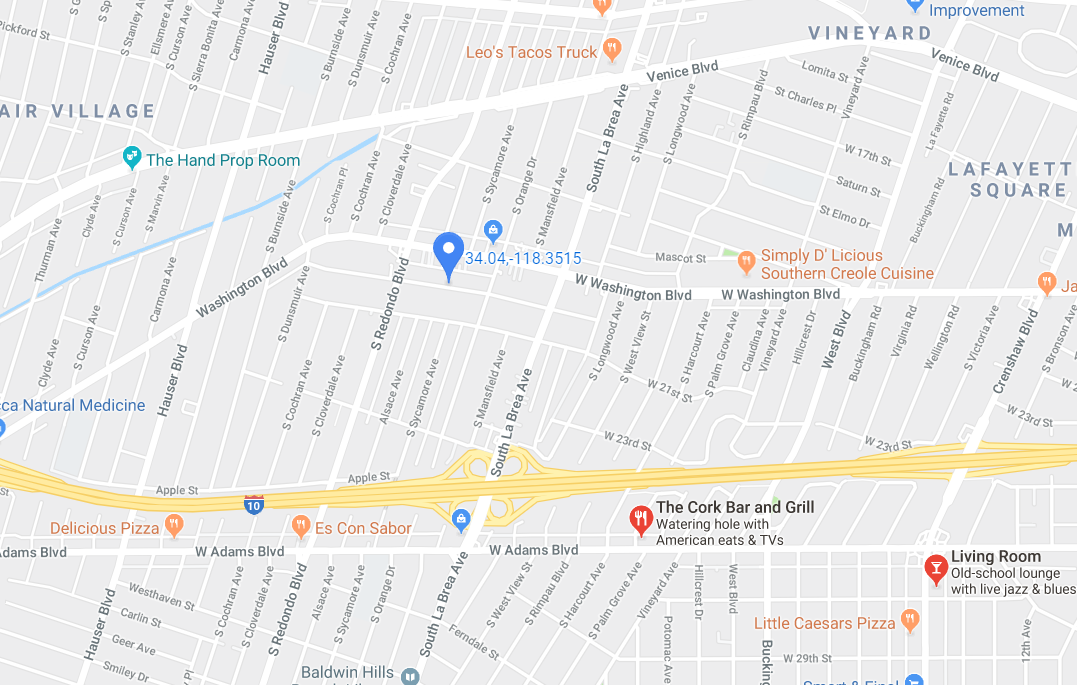 Improvement
VINEYARD
Leo's Tacos Truck
Pickford St
S Stanley Ave
Ellsmere Ave
S Curson Ave
S Sierra Bonita Ave
Carmona Ave
Hauser Blvd
S Burnside Ave
S Dunsmuir Ave
S Cochran Ave
Venice Blvd
Venice Blvd
Lomita St
St Charles Pl
Vineyard Ave
La Fayette Rd
AIR VILLAGE
South La Brea Ave
S Highland Ave
S Longwood Ave
S Rimpau Blvd
W 17th St
The Hand Prop Room
LAFAYETT
SQUARE
Saturn St
St Elmo Dr
Buckingham Rd
Thurman Ave
Clyde Ave
S Curson Ave
S Marvin Ave
S Burnside Ave
S Cochran Pl
S Cochran Ave
S Cloverdale Ave
S Sycamore Ave
S Orange Dr
S Mansfield Ave
34.04,-118.3515
Mascot St
Simply D' Licious
Southern Creole Cuisine
Ja
Washington Blvd
W Washington Blvd
W Washington Blvd
Carmona Ave
S Dunsmuir Ave
S Redondo Blvd
Clyde Ave
S Curson Ave
Hauser Blvd
S Longwood Ave
S West View St
S Harcourt Ave
S Palm Grove Ave
Claudina Ave
Vineyard Ave
Hillcrest Dr
West Blvd
Buckingham Rd
Virginia Rd
Wellington Rd
S Victoria Ave
Crenshaw Blvd
S Bronson Ave
S Cochran Ave
S Cloverdale Ave
Alsace Ave
S Sycamore Ave
S Mansfield Ave
South La Brea Ave
W 21st St
cca Natural Medicine
W 23rd St
W 23rd St
W 23rd St
Apple St
Apple St
10
The Cork Bar and Grill
Watering hole with
American eats & TVs
Delicious Pizza
Es Con Sabor
Adams Blvd
W Adams Blvd
W Adams Blvd
Living Room
Old-school lounge
with live jazz & blues
Westhaven St
Carlin St
Geer Ave
Smiley Dr
Hauser Blvd
S Cochran Ave
S Cloverdale Ave
S Redondo Blvd
Alsace Ave
S Sycamore Ave
S Orange Dr
South La Brea Ave
Ferndale St
S West View St
S Rimpau Blvd
S Harcourt Ave
S Palm Grove Ave
Vineyard Ave
Hillcrest Dr
West Blvd
Potomac Ave
Bucking
Little Caesars Pizza
W 29th St
12th Ave
Baldwin Hills
Smart & Final